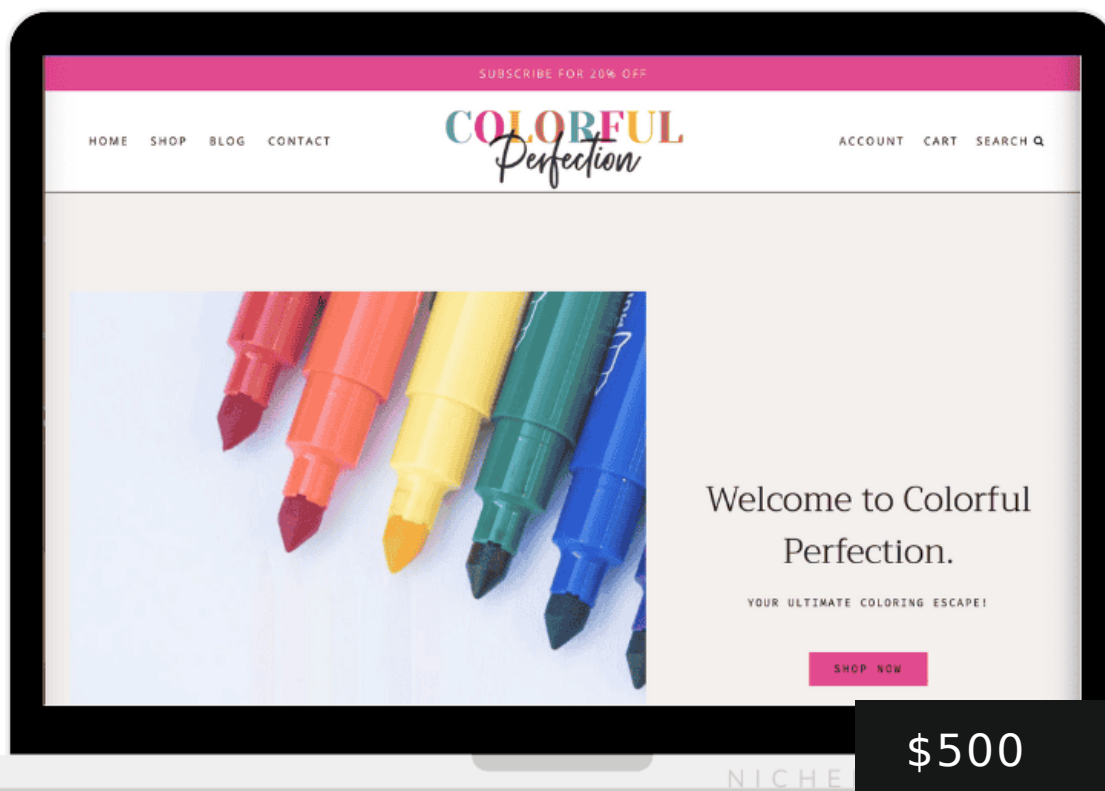 SUBSCRIBE FOR 20% OFF
HOME SHOP BLOG CONTACT
COLORFUL
Perfection
ACCOUNT CART SEARCH
Welcome to Colorful
Perfection.
YOUR ULTIMATE COLORING ESCAPE!
SHOP NOW
$500